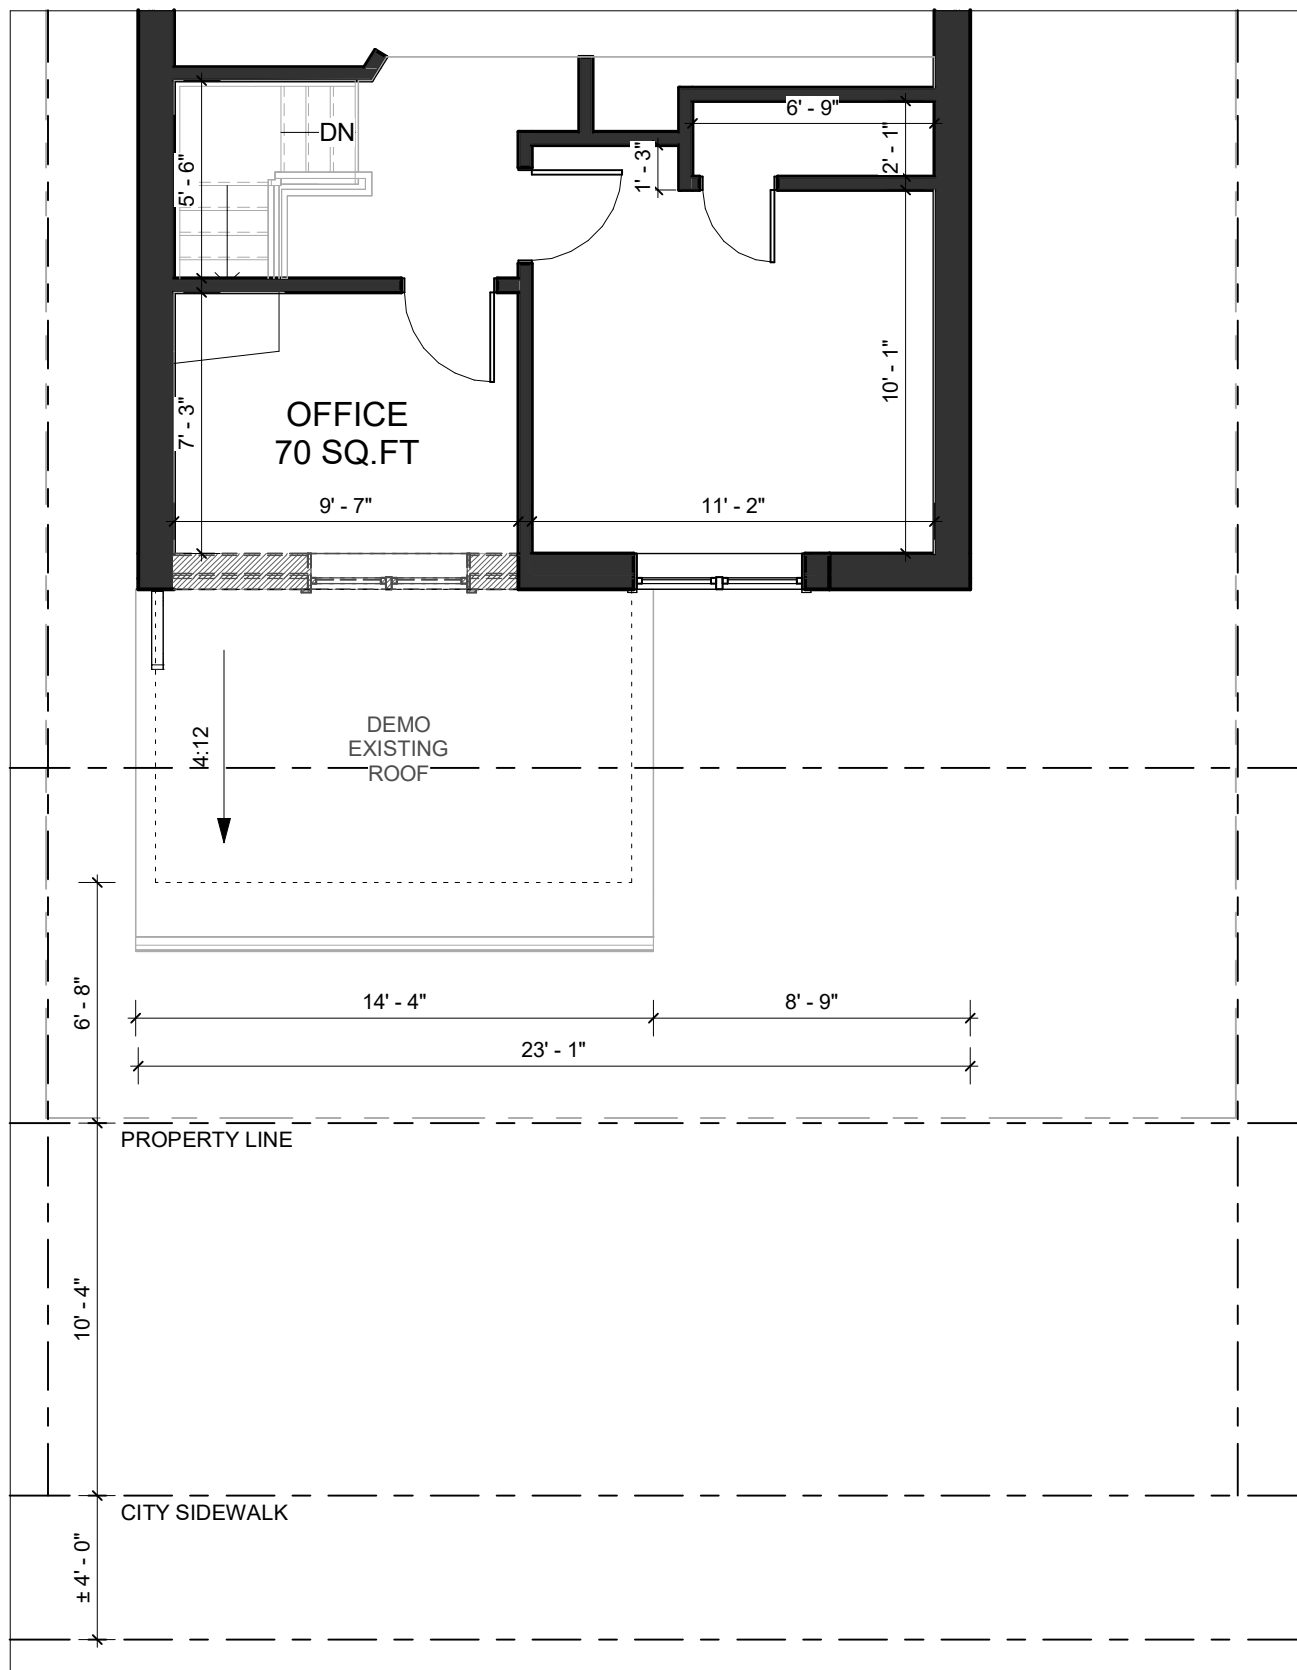 6' - 9"
DN
2' - 1"
1' - 3"
5' - 6"
10' - 1"
7' - 3"
OFFICE
70 SQ.FT
9' - 7"
11' - 2"
4:12
DEMO
EXISTING
ROOF
6' - 8"
14' - 4"
8' - 9"
23' - 1"
PROPERTY LINE
10' - 4"
CITY SIDEWALK
± 4' - 0"